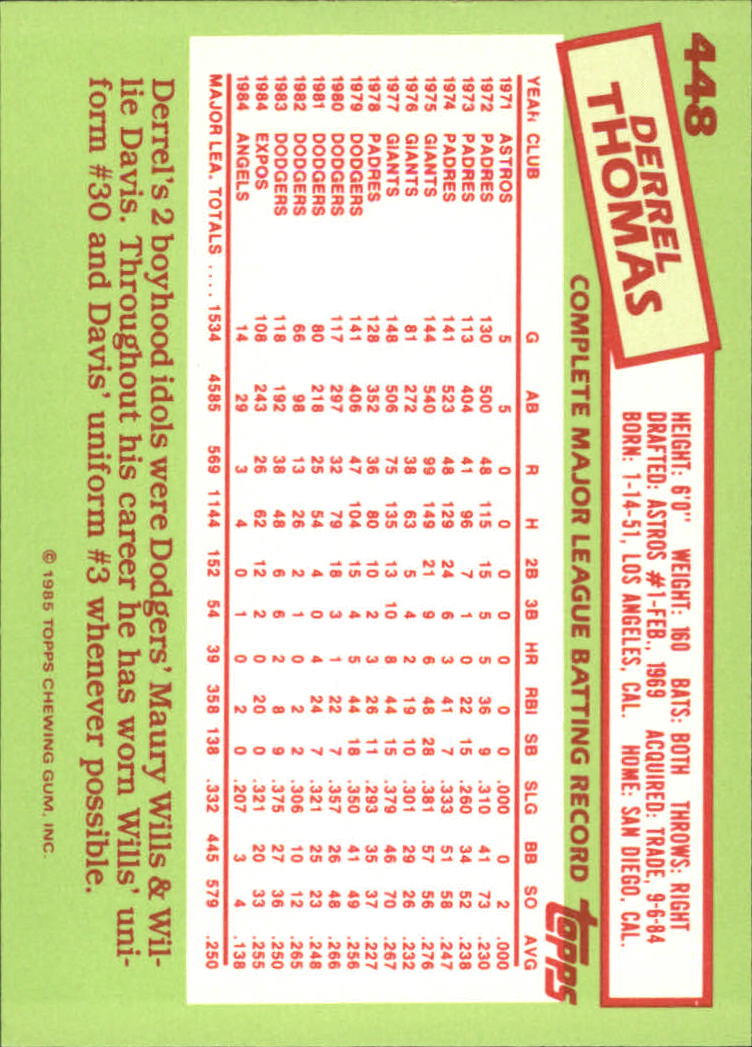 448
DERREL
THOMAS
HEIGHT: 6'0" WEIGHT: 160 BATS: BOTH THROWS: RIGHT
DRAFTED: ASTROS #1-FEB., 1969 ACQUIRED: TRADE, 9-6-84
BORN: 1-14-51, LOS ANGELES, CAL. HOME: SAN DIEGO, CAL.
COMPLETE MAJOR LEAGUE BATTING RECORD topps
YEAR CLUB G AB R H 2B 3B HR RBI SB SLG BB SO AVG
1971 ASTROS 5 5 0 0 0 0 0 0 0 .000 0 2 .000
1972 PADRES 130 500 48 115 15 5 5 36 9 .310 41 73 .230
1973 PADRES 113 404 41 96 7 1 0 22 15 .260 34 52 .238
1974 PADRES 141 523 48 129 24 6 3 41 7 .333 51 58 .247
1975 GIANTS 144 540 99 149 21 9 6 48 28 .381 57 56 .276
1976 GIANTS 81 272 38 63 5 4 2 19 10 .301 29 26 .232
1977 GIANTS 148 506 75 135 13 10 8 44 15 .379 46 70 .267
1978 PADRES 128 352 36 80 10 2 3 26 11 .293 35 37 .227
1979 DODGERS 141 406 47 104 15 4 5 44 18 .350 41 49 .256
1980 DODGERS 117 297 32 79 18 3 1 22 7 .357 26 48 .266
1981 DODGERS 80 218 25 54 4 0 4 24 7 .321 25 23 .248
1982 DODGERS 66 98 13 26 2 1 0 2 2 .306 10 12 .265
1983 DODGERS 118 192 38 48 6 6 2 8 9 .375 27 36 .250
1984 EXPOS 108 243 26 62 12 2 0 20 0 .321 20 33 .255
1984 ANGELS 14 29 3 4 0 1 0 2 0 .207 3 4 .138
MAJOR LEA. TOTALS .... 1534 4585 569 1144 152 54 39 358 138 .332 445 579 .250
Derrel's 2 boyhood idols were Dodgers' Maury Wills & Wil-
lie Davis. Throughout his career he has worn Wills' uni-
form #30 and Davis' uniform #3 whenever possible.
© 1985 TOPPS CHEWING GUM, INC.